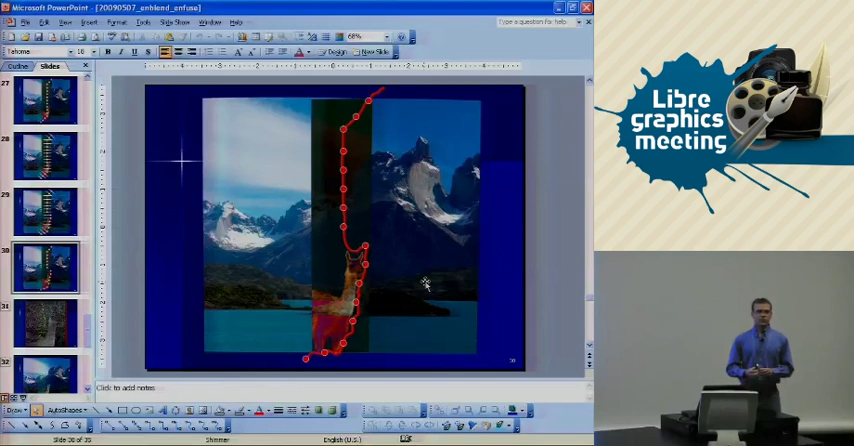 Microsoft PowerPoint - [20090507_enblend_enfuse]
File Edit View Insert Format Tools Slide Show Window Help
Type a question for help
68%
Tahoma 18 B I U S Design New Slide
Outline Slides
27
28
29
30
31
32
30
Click to add notes
Draw AutoShapes
Slide 30 of 35 Shimmer English (U.S.)
Libre
graphics
meeting